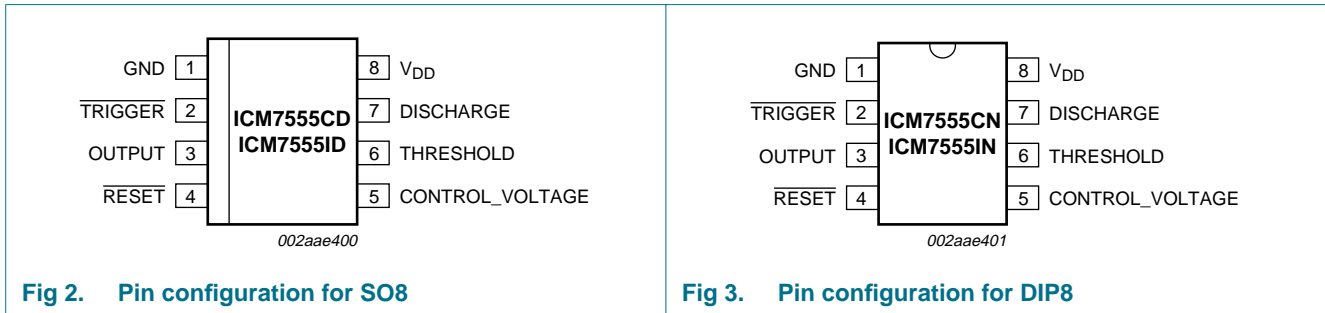 GND 1 8 VDD
TRIGGER 2 7 DISCHARGE
ICM7555CD
ICM7555ID
OUTPUT 3 6 THRESHOLD
RESET 4 5 CONTROL_VOLTAGE
002aae400
Fig 2. Pin configuration for SO8
GND 1 8 VDD
TRIGGER 2 7 DISCHARGE
ICM7555CN
ICM7555IN
OUTPUT 3 6 THRESHOLD
RESET 4 5 CONTROL_VOLTAGE
002aae401
Fig 3. Pin configuration for DIP8